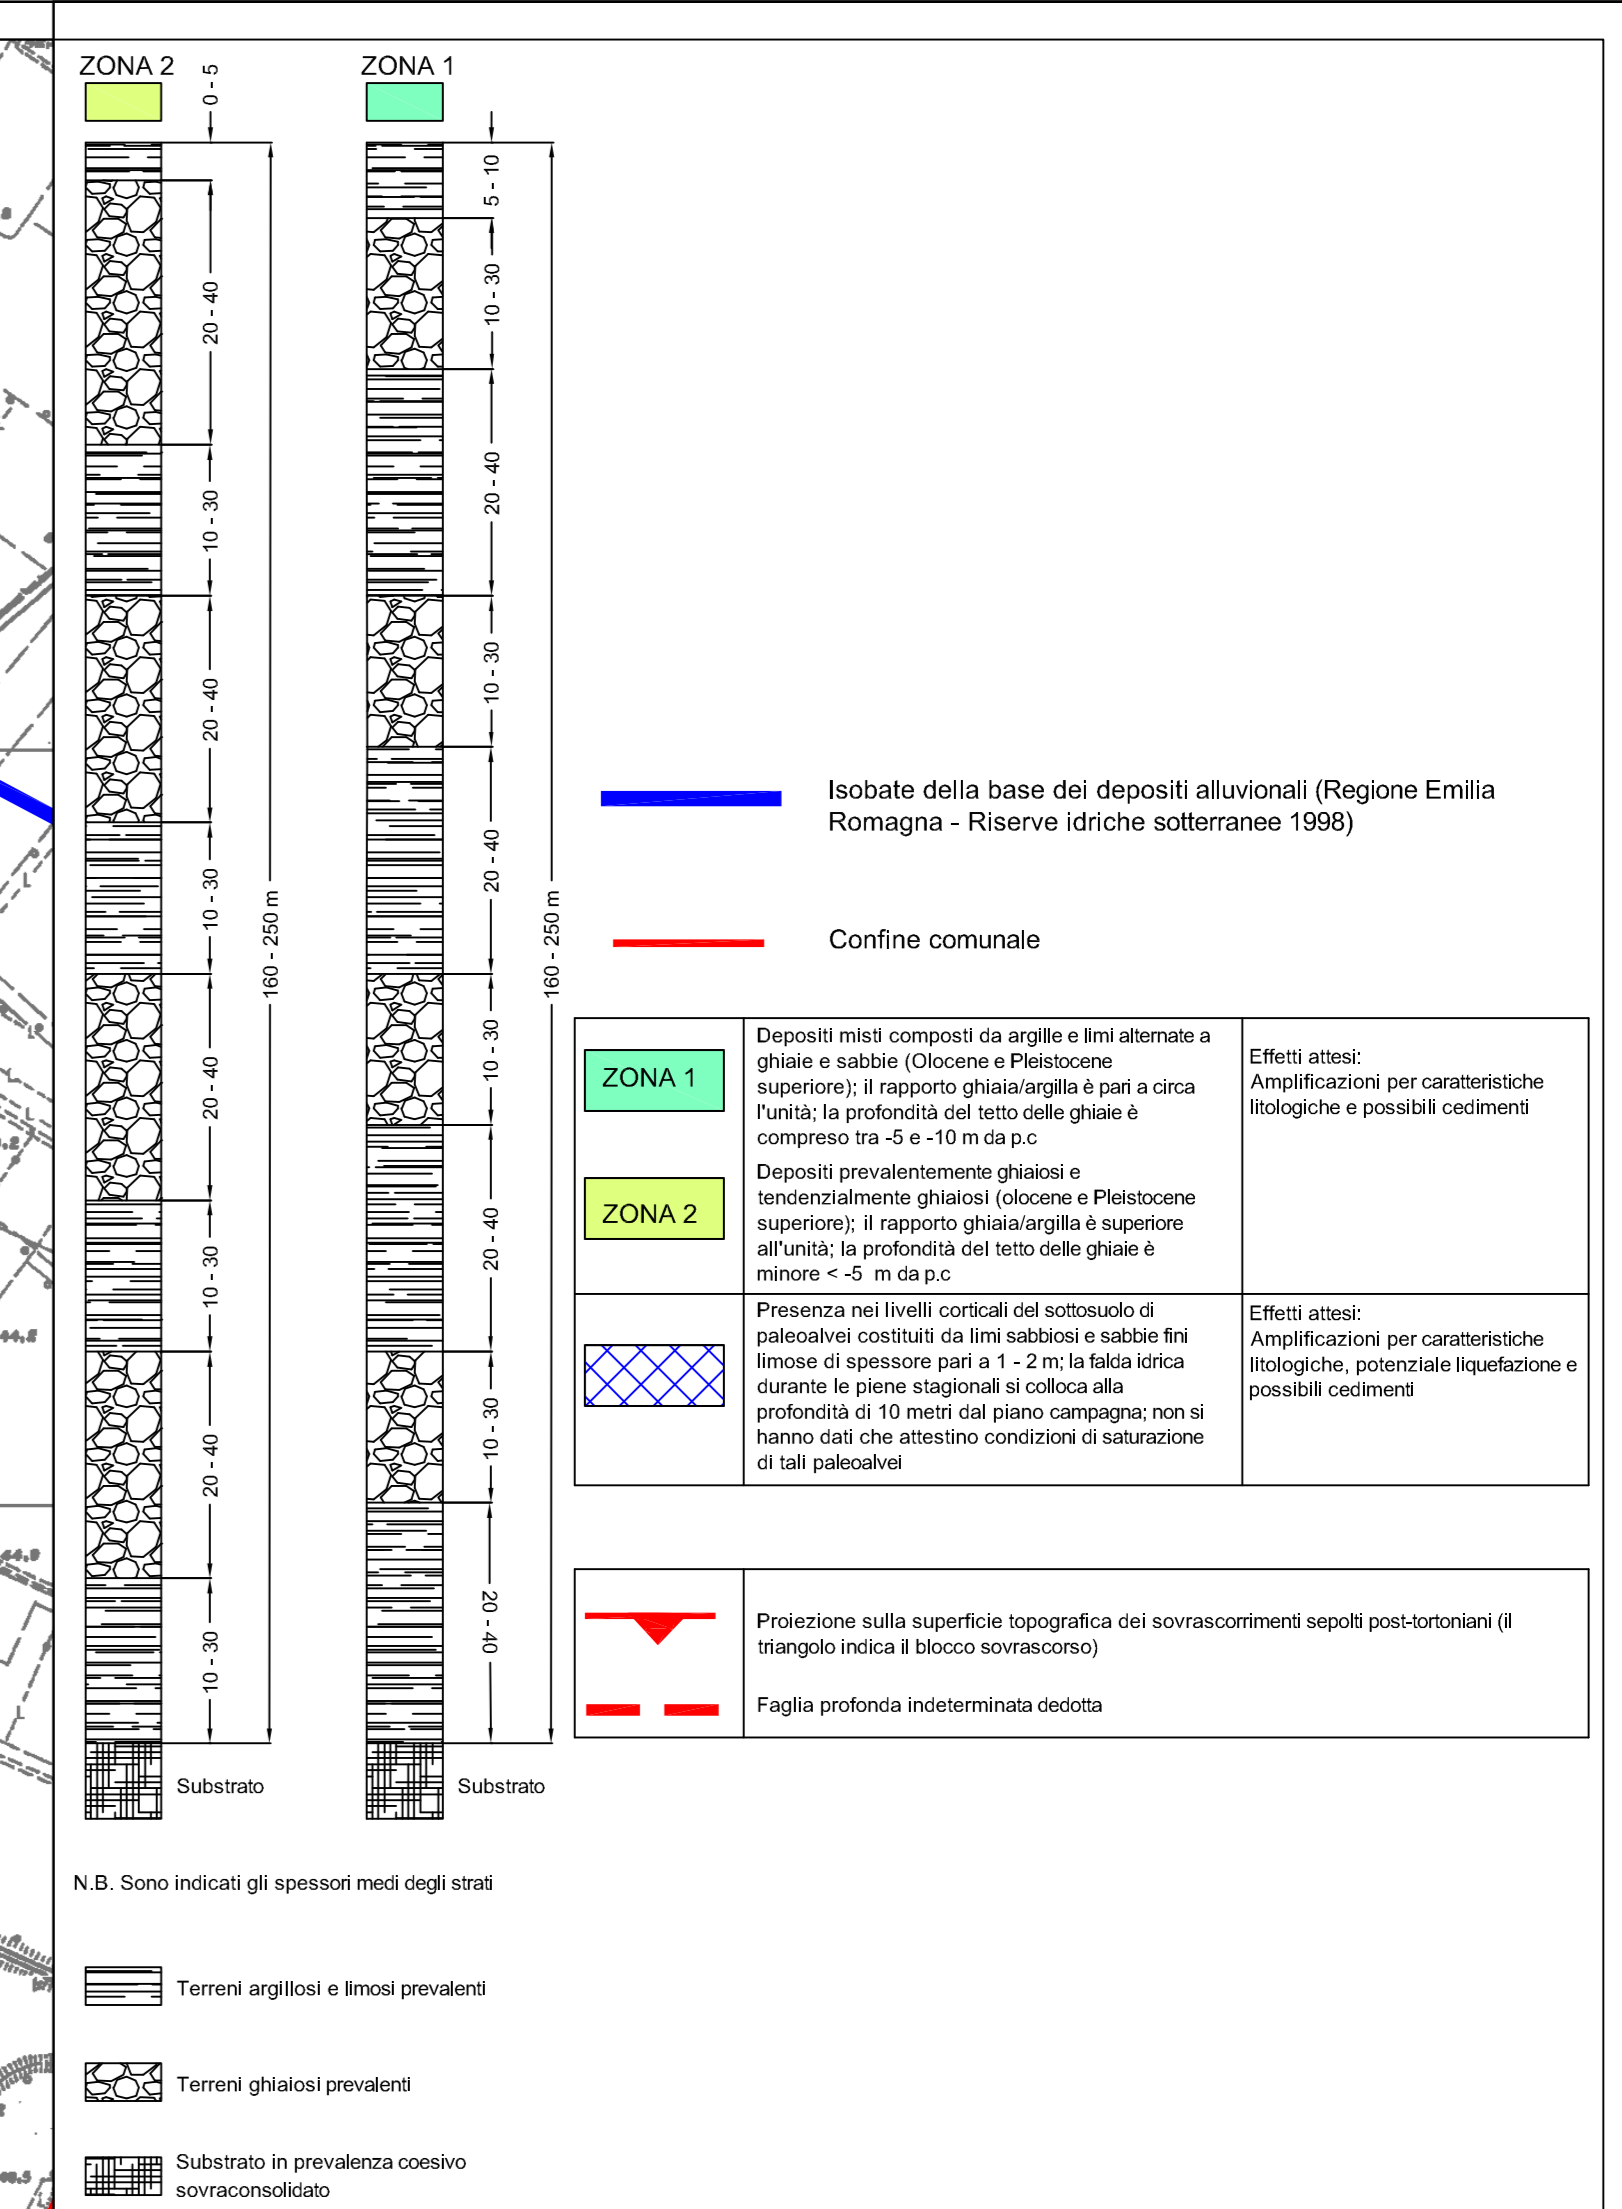 ZONA 2
0 - 5
20 - 40
10 - 30
20 - 40
10 - 30
20 - 40
10 - 30
20 - 40
10 - 30
160 - 250 m
Substrato
ZONA 1
5 - 10
10 - 30
20 - 40
10 - 30
20 - 40
10 - 30
20 - 40
10 - 30
20 - 40
160 - 250 m
Substrato
N.B. Sono indicati gli spessori medi degli strati
Terreni argillosi e limosi prevalenti
Terreni ghiaiosi prevalenti
Substrato in prevalenza coesivo
sovraconsolidato
Isobate della base dei depositi alluvionali (Regione Emilia
Romagna - Riserve idriche sotterranee 1998)
Confine comunale
ZONA 1
Depositi misti composti da argille e limi alternate a
ghiaie e sabbie (Olocene e Pleistocene
superiore); il rapporto ghiaia/argilla è pari a circa
l'unità; la profondità del tetto delle ghiaie è
compreso tra -5 e -10 m da p.c
Effetti attesi:
Amplificazioni per caratteristiche
litologiche e possibili cedimenti
ZONA 2
Depositi prevalentemente ghiaiosi e
tendenzialmente ghiaiosi (olocene e Pleistocene
superiore); il rapporto ghiaia/argilla è superiore
all'unità; la profondità del tetto delle ghiaie è
minore < -5 m da p.c
Presenza nei livelli corticali del sottosuolo di
paleoalvei costituiti da limi sabbiosi e sabbie fini
limose di spessore pari a 1 - 2 m; la falda idrica
durante le piene stagionali si colloca alla
profondità di 10 metri dal piano campagna; non si
hanno dati che attestino condizioni di saturazione
di tali paleoalvei
Effetti attesi:
Amplificazioni per caratteristiche
litologiche, potenziale liquefazione e
possibili cedimenti
Proiezione sulla superficie topografica dei sovrascorrimenti sepolti post-tortoniani (il
triangolo indica il blocco sovrascorso)
Faglia profonda indeterminata dedotta